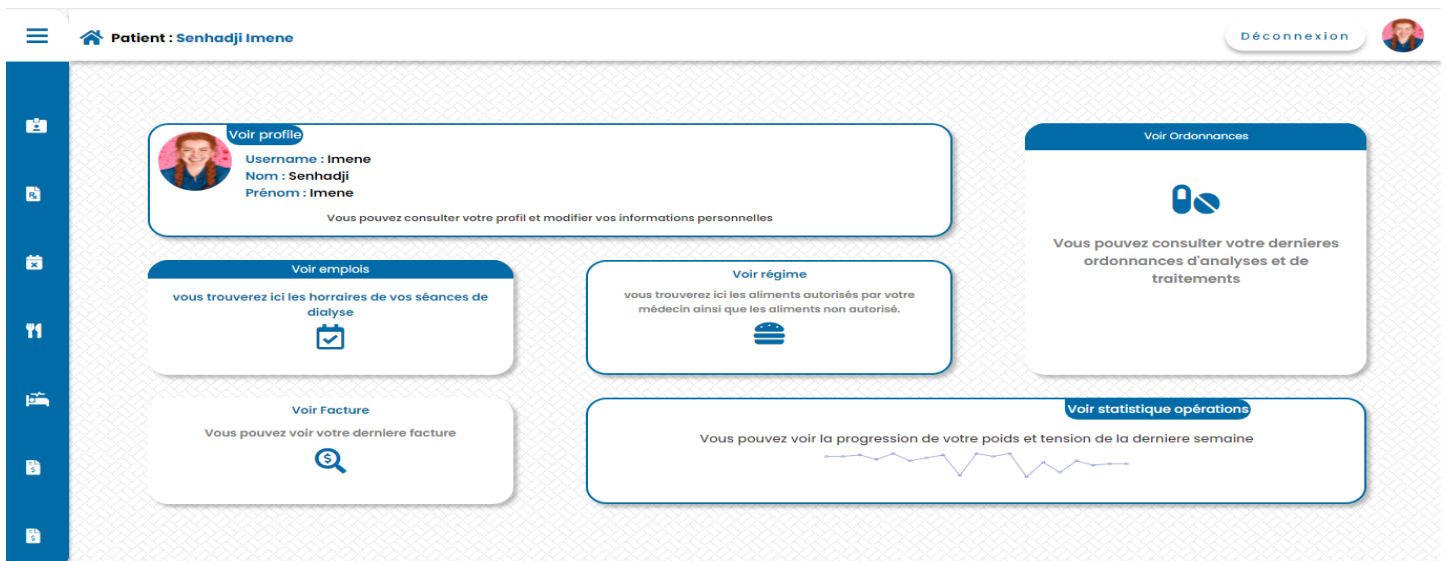 Patient : Senhadji Imene
Déconnexion
Voir profile
Username : Imene
Nom : Senhadji
Prénom : Imene
Vous pouvez consulter votre profil et modifier vos informations personnelles
Voir Ordonnances
Vous pouvez consulter votre dernieres
ordonnances d'analyses et de
traitements
Voir emplois
vous trouverez ici les horraires de vos séances de
dialyse
Voir régime
vous trouverez ici les aliments autorisés par votre
médecin ainsi que les aliments non autorisé.
Voir Facture
Vous pouvez voir votre derniere facture
Voir statistique opérations
Vous pouvez voir la progression de votre poids et tension de la derniere semaine